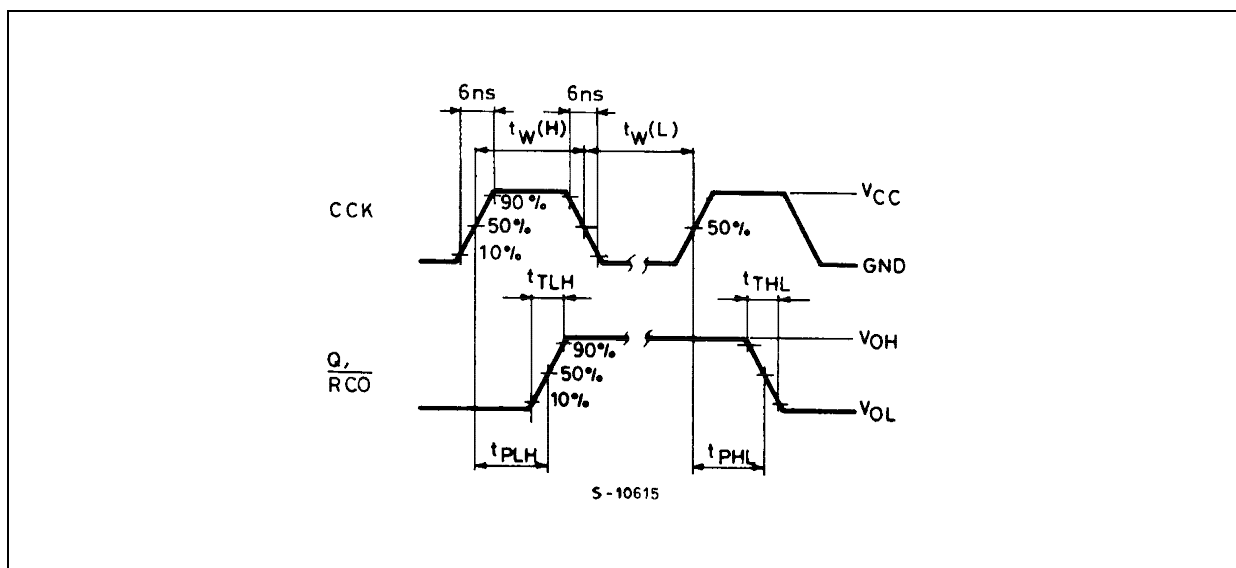 6ns 6ns
tW(H) tW(L)
CCK 90% 50% 10% 50% VCC GND
tTLH tTHL
Q, RCO 90% 50% 10% VOH VOL
tPLH tPHL
S-10615